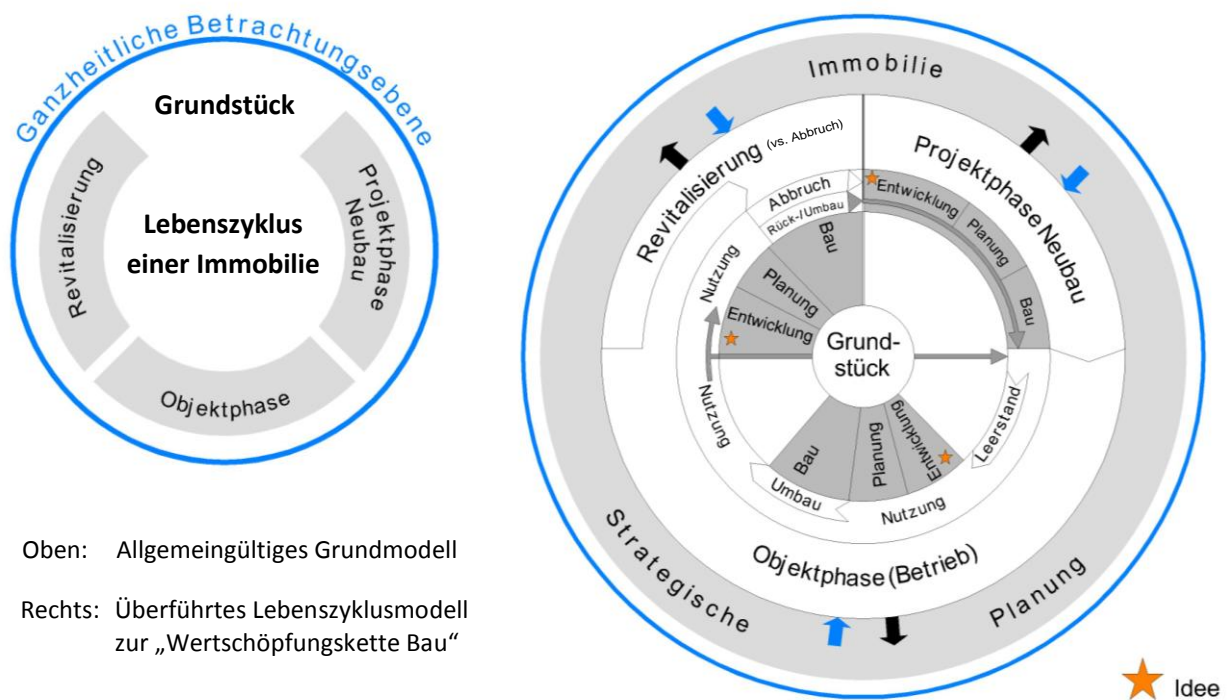 Ganzheitliche Betrachtungsebene
Grundstück
Revitalisierung
Projektphase
Neubau
Lebenszyklus
einer Immobilie
Objektphase
Oben: Allgemeingültiges Grundmodell
Rechts: Überführtes Lebenszyklusmodell
zur „Wertschöpfungskette Bau“
Immobilie
Revitalisierung (vs. Abbruch)
Projektphase Neubau
Abbruch
Rück-/Umbau
Entwicklung
Planung
Bau
Nutzung
Bau
Planung
Entwicklung
Grund-
stück
Nutzung
Leerstand
Entwicklung
Planung
Bau
Umbau
Nutzung
Objektphase (Betrieb)
Strategische
Planung
Idee